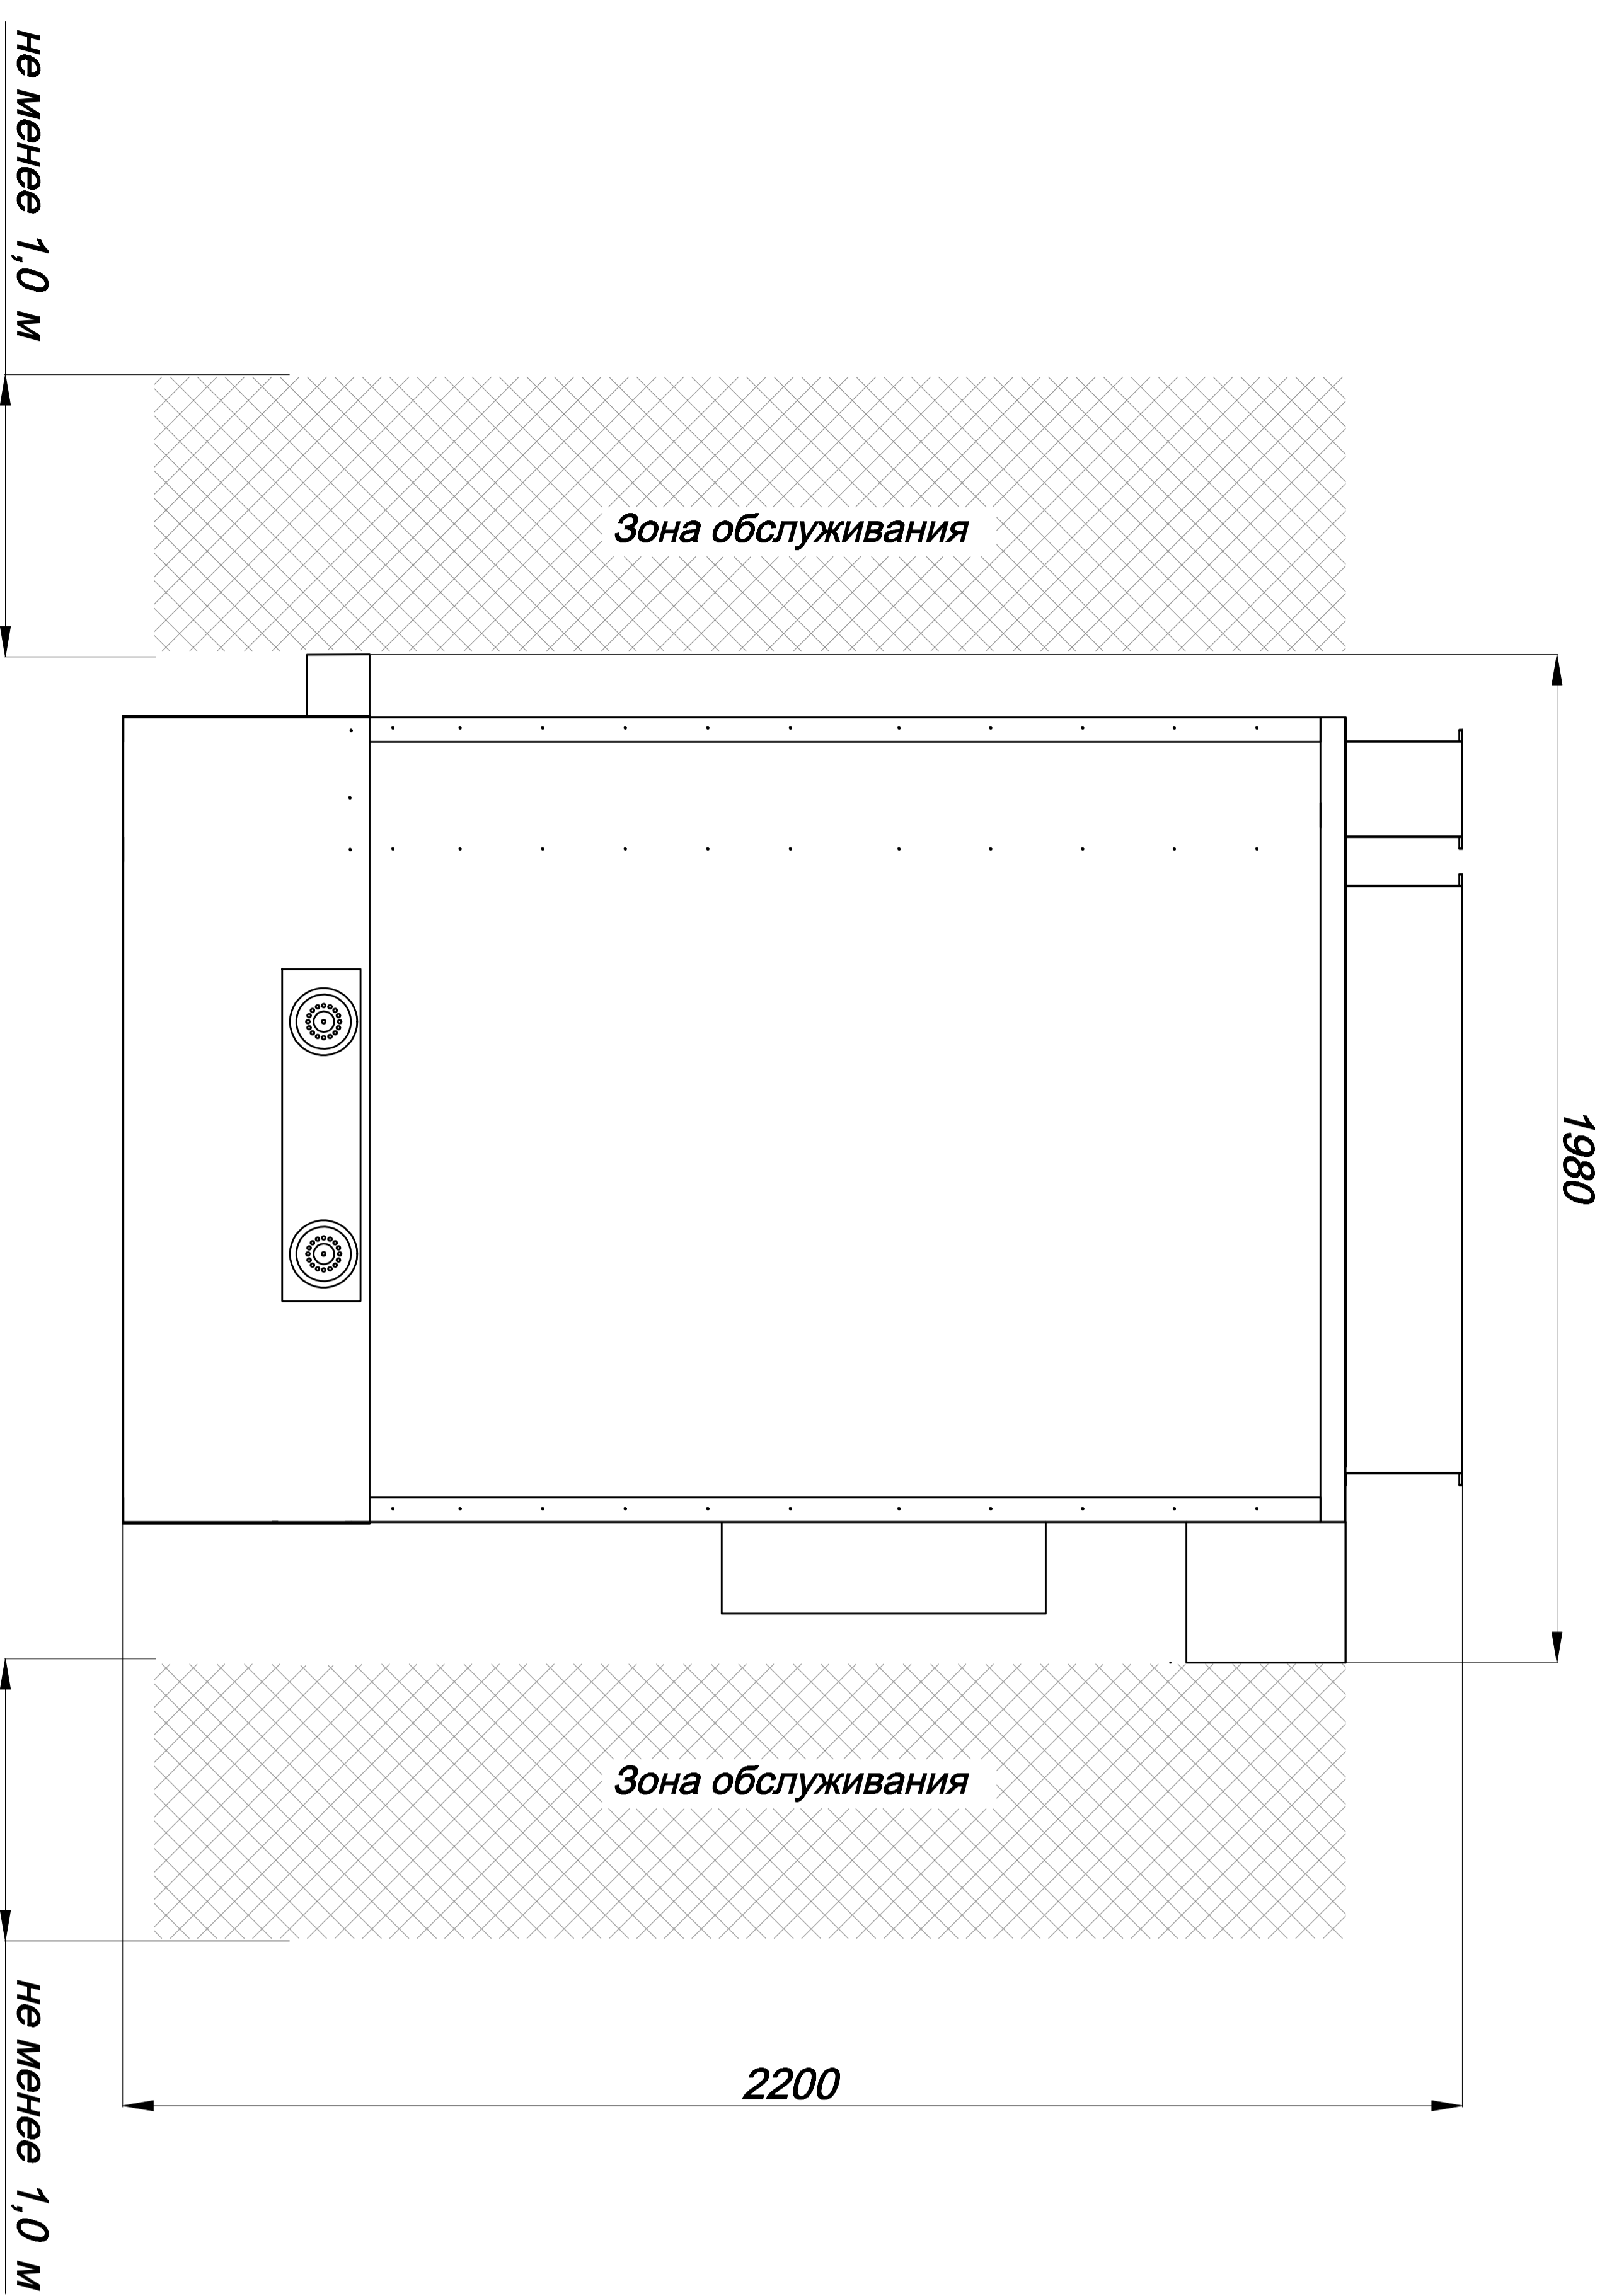 не менее 1,0 м
Зона обслуживания
1980
Зона обслуживания
2200
не менее 1,0 м